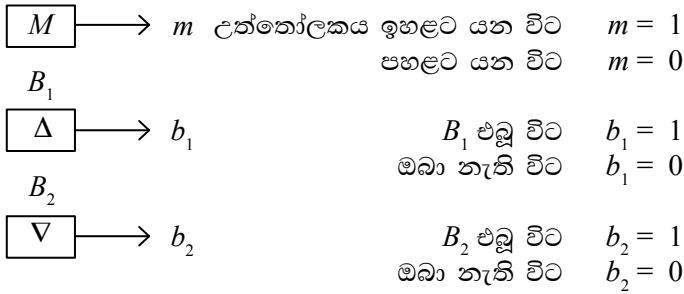 M → m උත්තෝලකය ඉහළට යන විට m = 1
පහළට යන විට m = 0
B₁
Δ → b₁ B₁ එබූ විට b₁ = 1
ඔබා නැති විට b₁ = 0
B₂
∇ → b₂ B₂ එබූ විට b₂ = 1
ඔබා නැති විට b₂ = 0